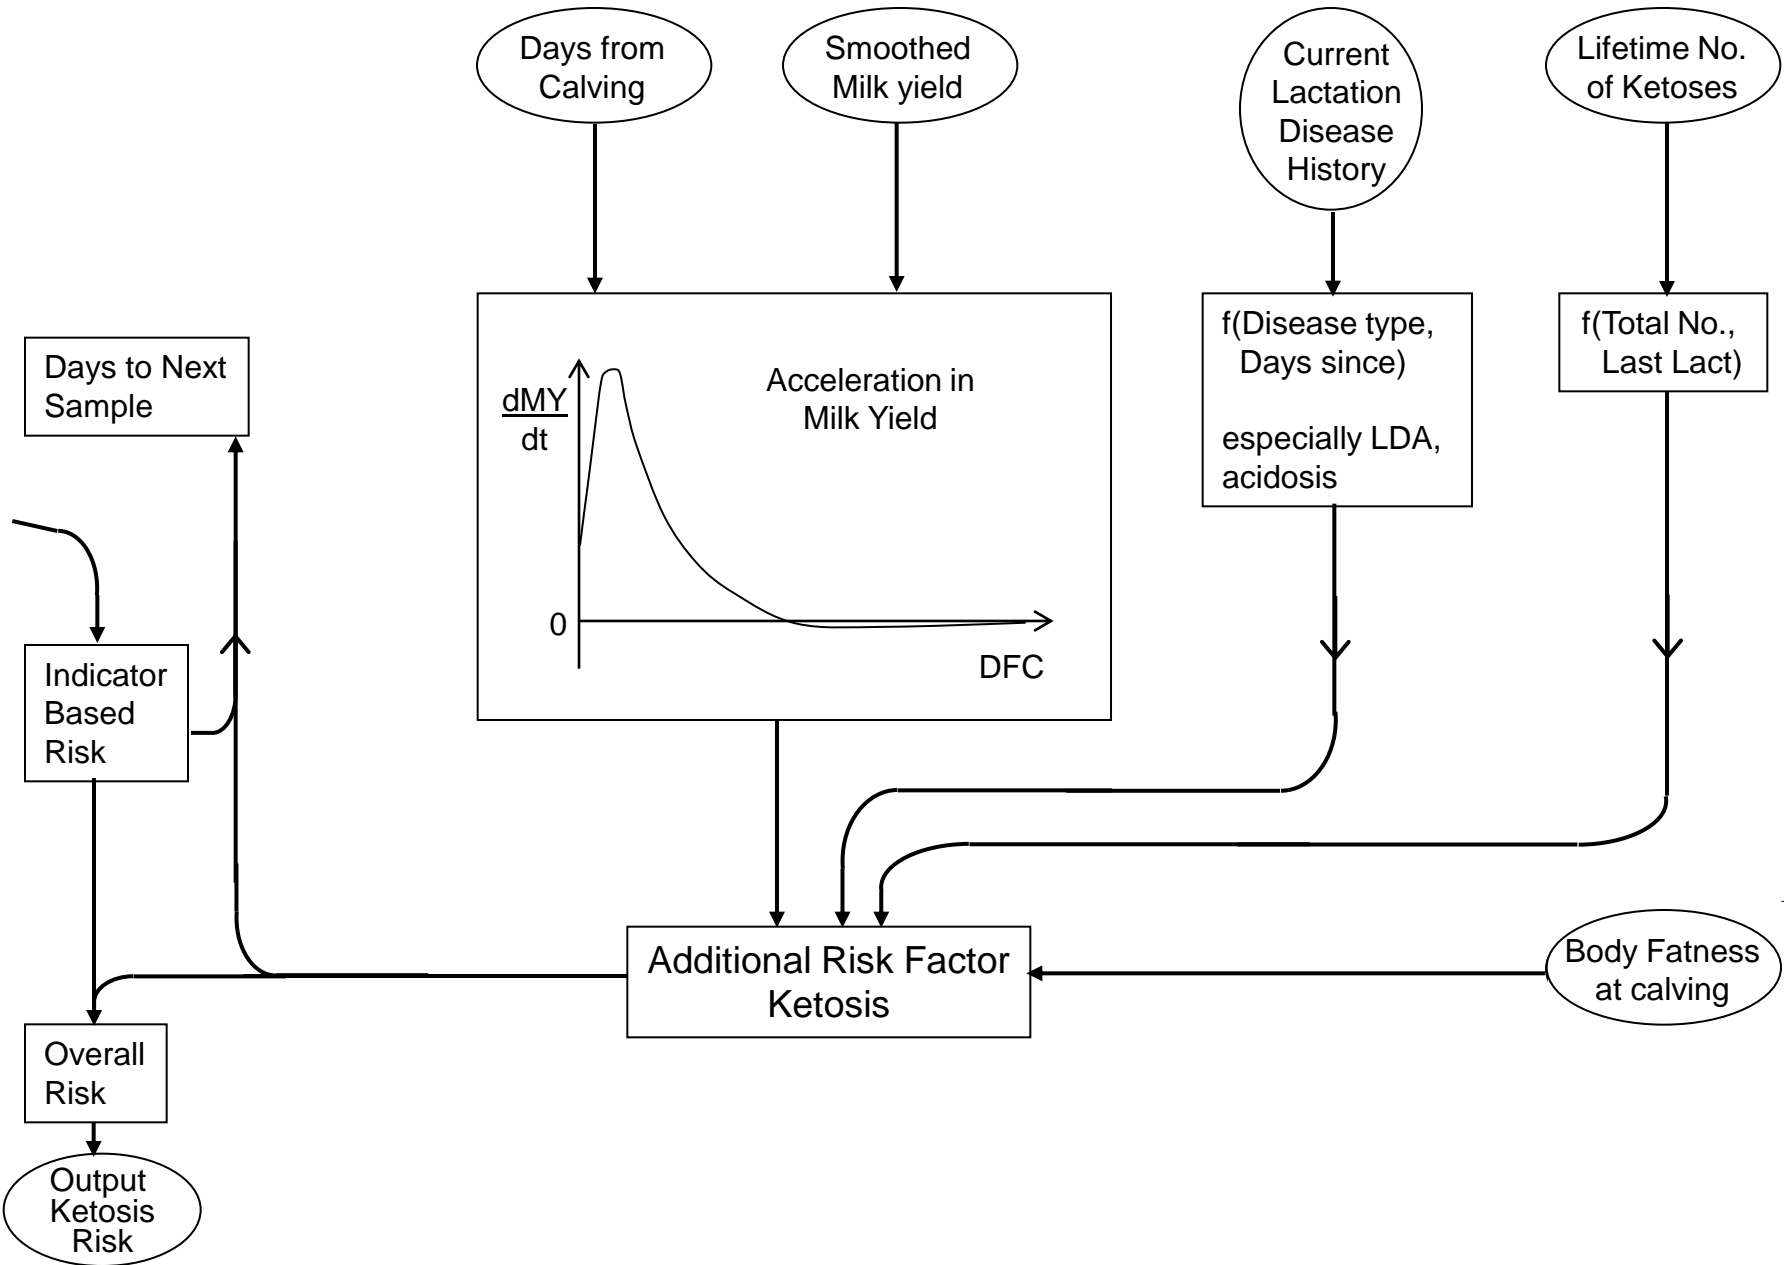 Days from
Calving
Smoothed
Milk yield
Current
Lactation
Disease
History
Lifetime No.
of Ketoses
Days to Next
Sample
dMY
dt
Acceleration in
Milk Yield
0
DFC
f(Disease type,
Days since)
especially LDA,
acidosis
f(Total No.,
Last Lact)
Indicator
Based
Risk
Additional Risk Factor
Ketosis
Body Fatness
at calving
Overall
Risk
Output
Ketosis
Risk